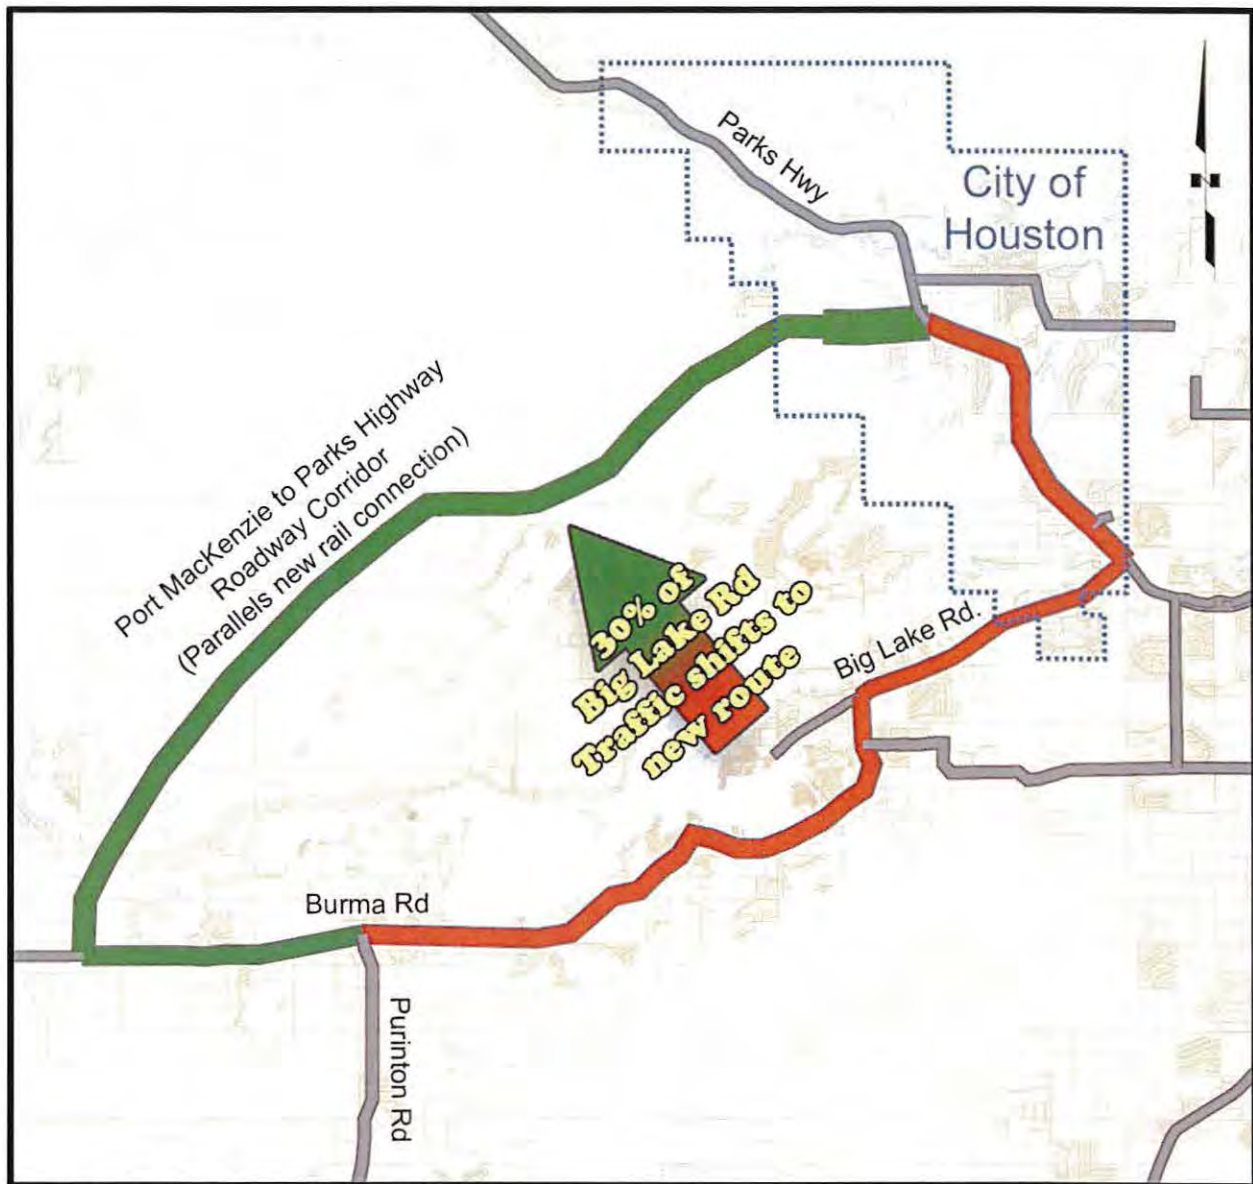 Parks Hwy
City of
Houston
Port MacKenzie to Parks Highway
Roadway Corridor
(Parallels new rail connection)
30% of
Big Lake Rd
Traffic shifts to
new route
Big Lake Rd.
Burma Rd
Purinton Rd